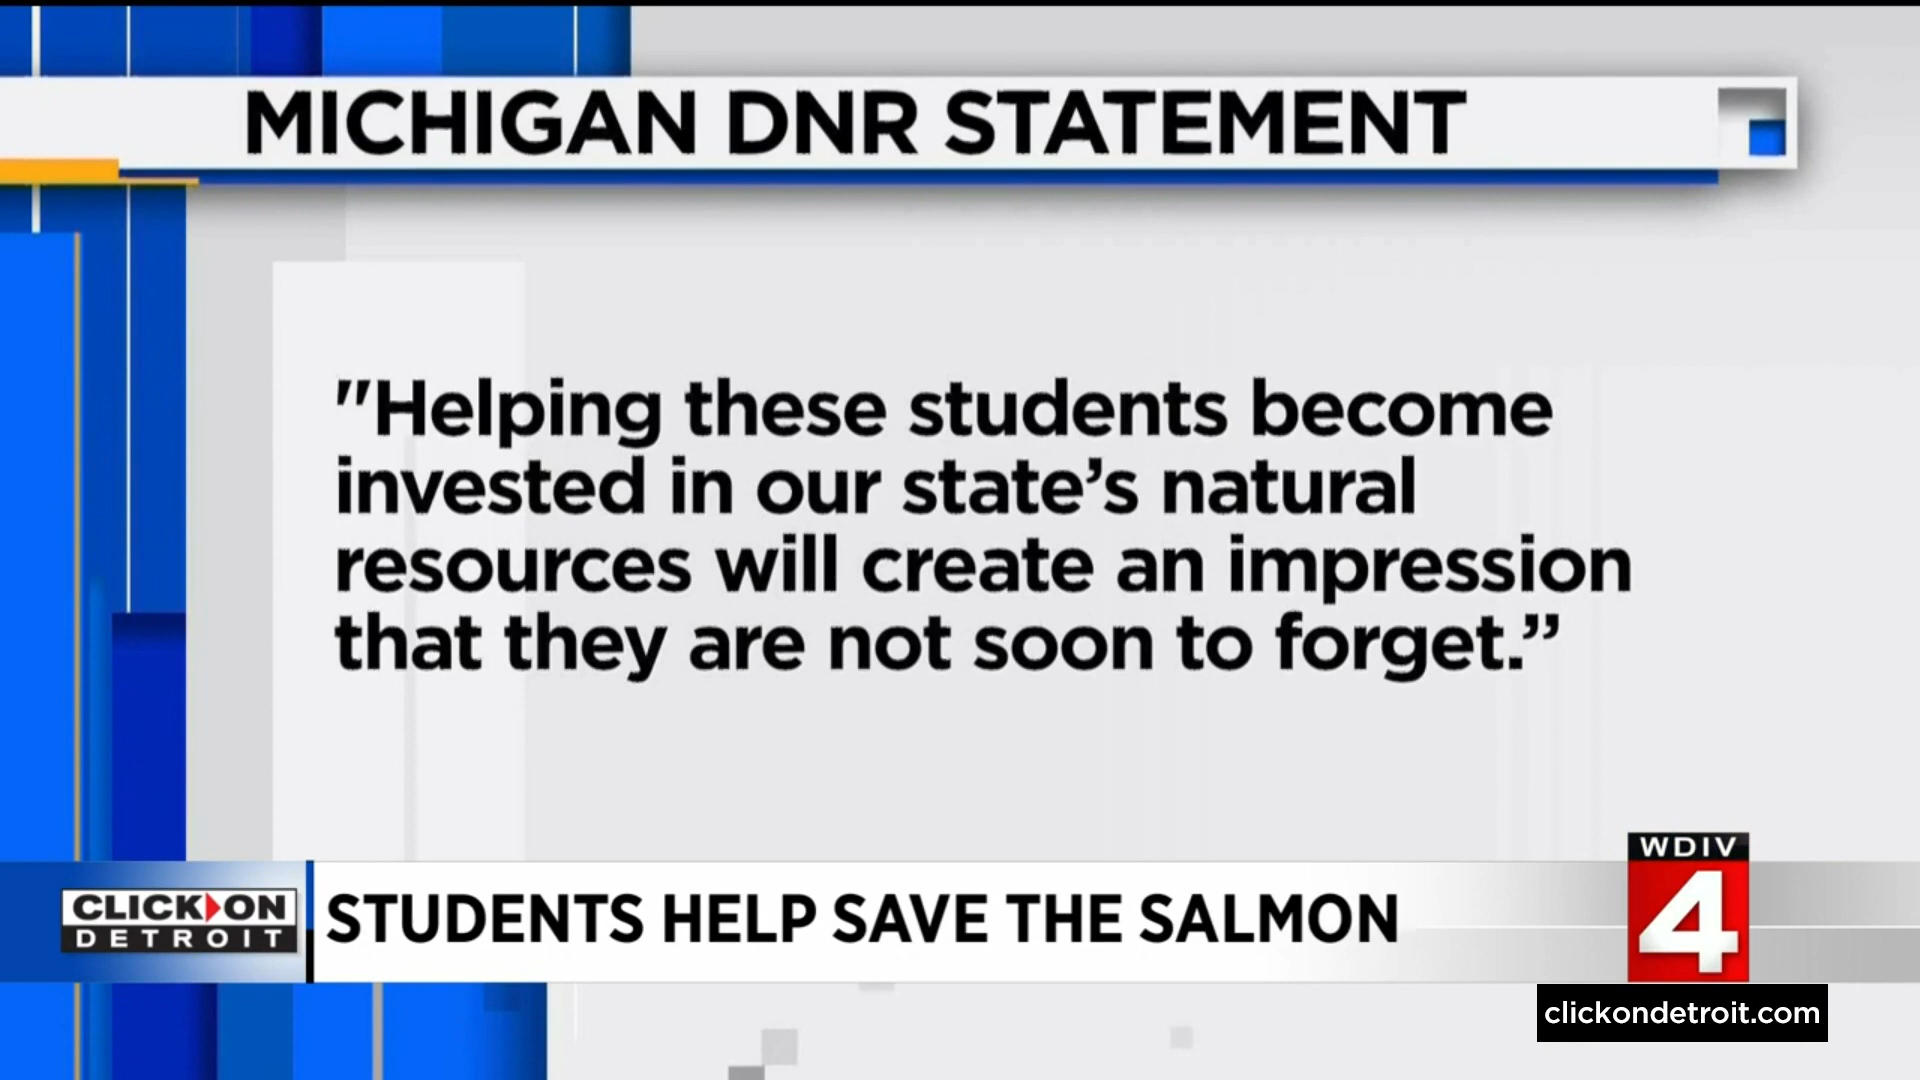 MICHIGAN DNR STATEMENT
"Helping these students become
invested in our state’s natural
resources will create an impression
that they are not soon to forget.”
WDIV
4
CLICK ON
DETROIT
STUDENTS HELP SAVE THE SALMON
clickondetroit.com